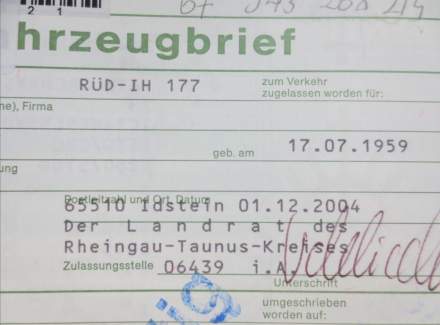 2 1
hrzeugbrief
RÜD-IH 177
zum Verkehr
zugelassen worden für:
ne), Firma
geb. am 17.07.1959
ung
Postleitzahl und Ort, Datum
65510 Idstein 01.12.2004
Der Landrat des
Rheingau-Taunus-Kreises
Zulassungsstelle 06439 i.A.
Unterschrift
umgeschrieben
worden auf: